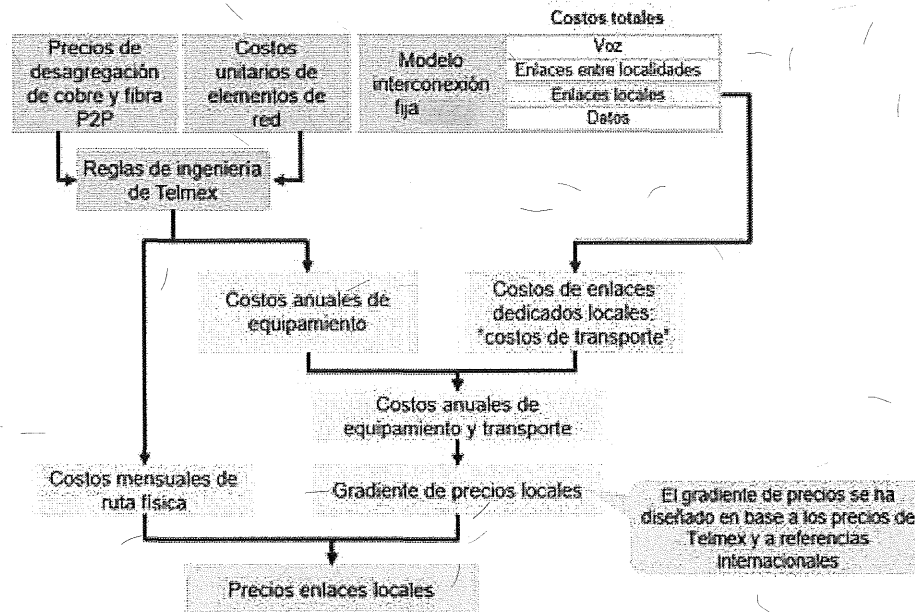 Costos totales
Precios de
desagregación
de cobre y fibra
P2P
Costos
unitarios de
elementos de
red
Modelo
interconexión
fija
Voz
Enlaces entre localidades
Enlaces locales
Datos
Reglas de ingeniería
de Telmex
Costos anuales de
equipamiento
Costos de enlaces
dedicados locales:
"costos de transporte"
Costos anuales de
equipamiento y transporte
Costos mensuales de
ruta física
Gradiente de precios locales
El gradiente de precios se ha
diseñado en base a los precios de
Telmex y a referencias
internacionales
Precios enlaces locales